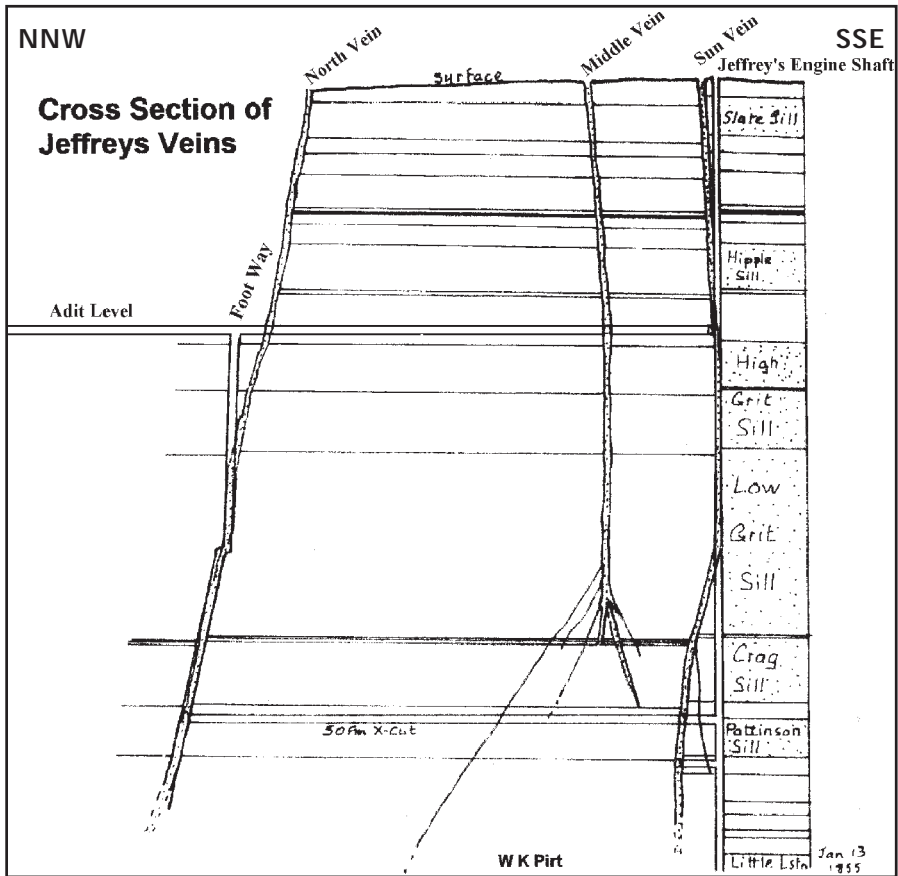 NNW
SSE
North Vein
Middle Vein
Sun Vein
Jeffrey's Engine Shaft
Surface
Cross Section of
Jeffreys Veins
Slate Sill
Hipple
Sill
Foot Way
Adit Level
High
Grit
Sill
Low
Grit
Sill
Crag
Sill
50 Fm X-Cut
Pattinson
Sill
W K Pirt
Little Lstn
Jan 13
1855